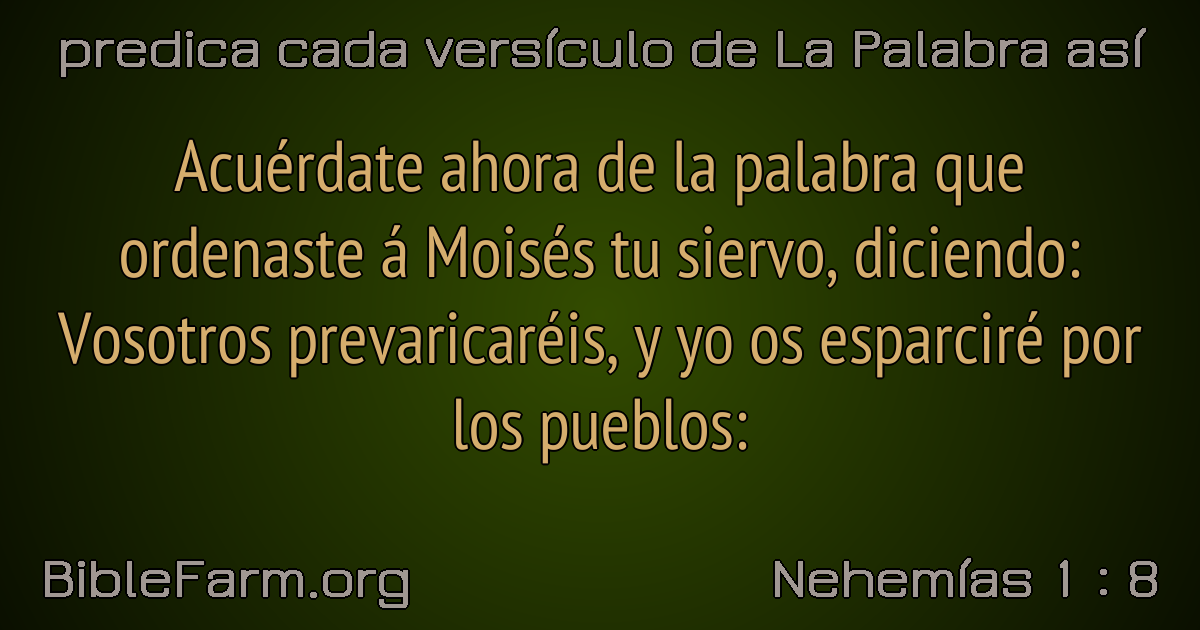 predica cada versículo de La Palabra así
Acuérdate ahora de la palabra que
ordenaste á Moisés tu siervo, diciendo:
Vosotros prevaricaréis, y yo os esparciré por
los pueblos:
BibleFarm.org
Nehemías 1 : 8